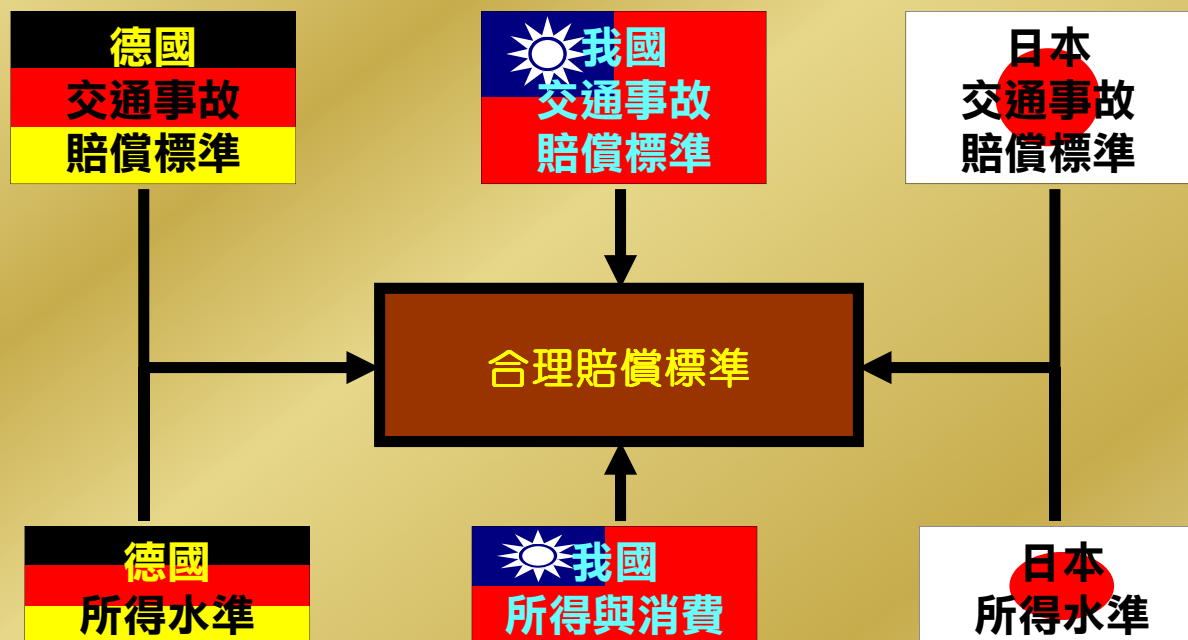 德國
交通事故
賠償標準
我國
交通事故
賠償標準
日本
交通事故
賠償標準
合理賠償標準
德國
所得水準
我國
所得與消費
日本
所得水準